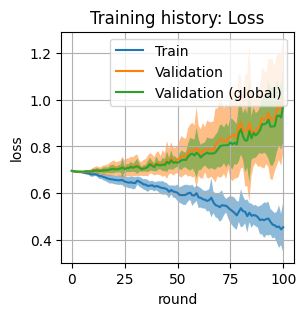 Training history: Loss
Train
Validation
Validation (global)
1.2
1.0
0.8
0.6
0.4
loss
0
25
50
75
100
round